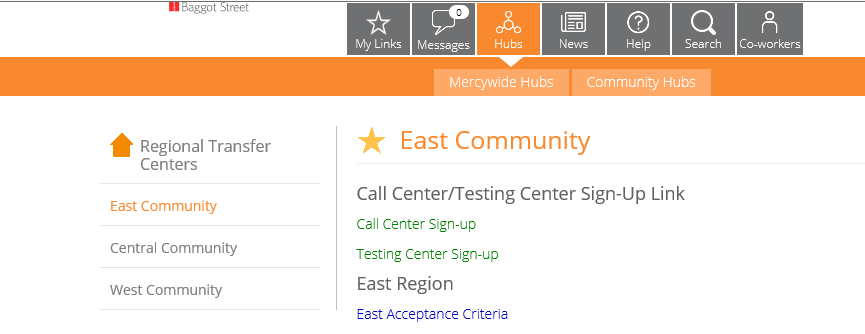 Baggot Street
0
My Links
Messages
Hubs
News
Help
Search
Co-workers
Mercywide Hubs
Community Hubs
Regional Transfer
Centers
East Community
Central Community
West Community
East Community
Call Center/Testing Center Sign-Up Link
Call Center Sign-up
Testing Center Sign-up
East Region
East Acceptance Criteria